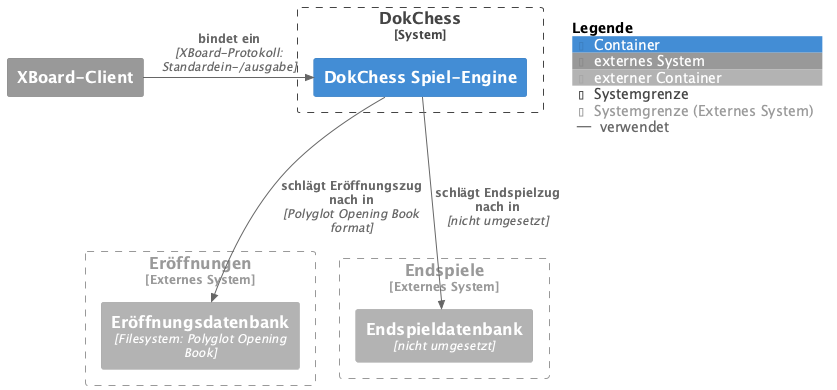 DokChess
[System]
bindet ein
[XBoard-Protokoll:
Standardein-/ausgabe]
XBoard-Client
DokChess Spiel-Engine
Legende
Container
externes System
externer Container
Systemgrenze
Systemgrenze (Externes System)
verwendet
schlägt Eröffnungszug
nach in
[Polyglot Opening Book
format]
schlägt Endspielzug
nach in
[nicht umgesetzt]
Eröffnungen
[Externes System]
Eröffnungsdatenbank
[Filesystem: Polyglot Opening
Book]
Endspiele
[Externes System]
Endspieldatenbank
[nicht umgesetzt]